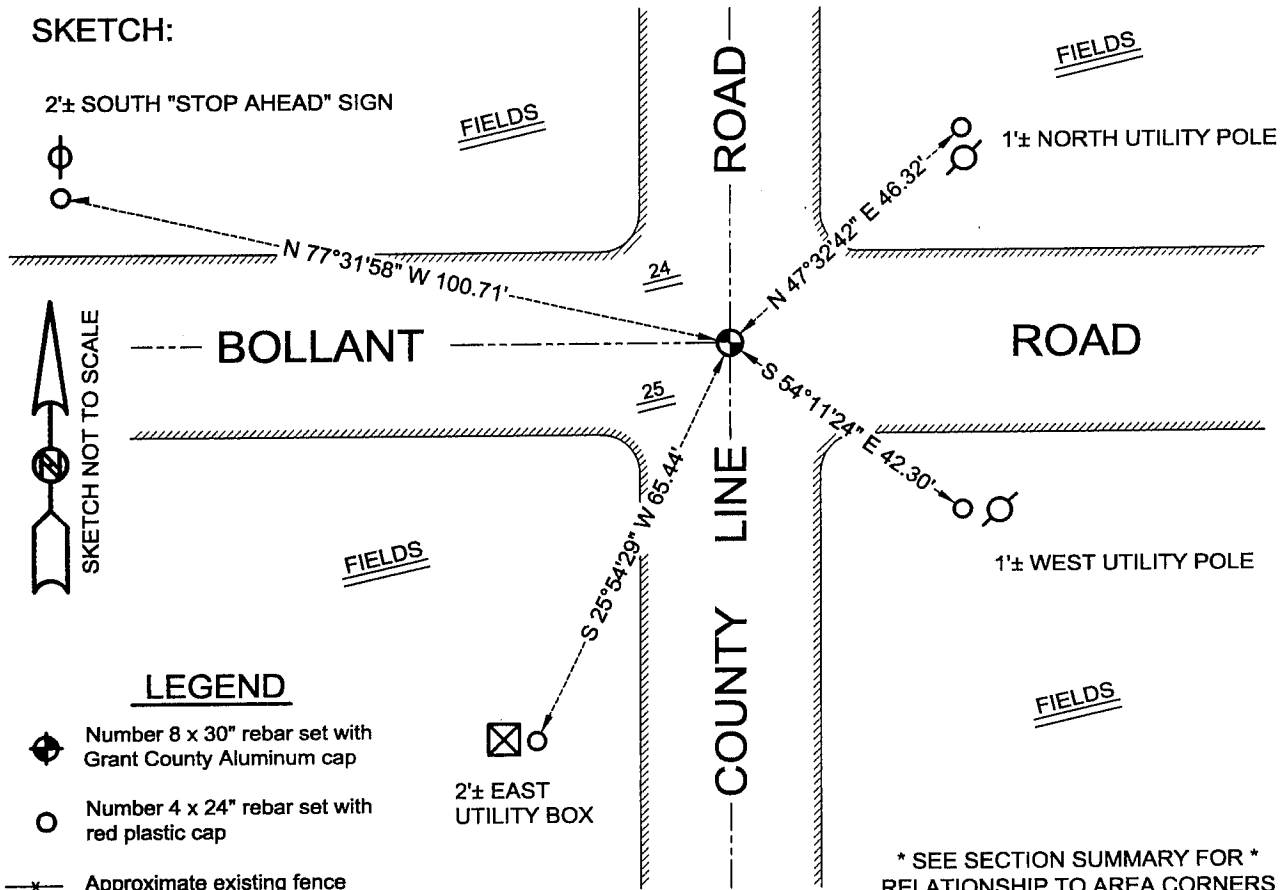 SKETCH:
2'± SOUTH "STOP AHEAD" SIGN
FIELDS
FIELDS
1'± NORTH UTILITY POLE
ROAD
N 47°32'42" E 46.32'
N 77°31'58" W 100.71'
24
BOLLANT
ROAD
SKETCH NOT TO SCALE
N
25
S 54°11'24" E 42.30'
S 25°54'29" W 65.44'
COUNTY LINE
1'± WEST UTILITY POLE
FIELDS
FIELDS
LEGEND
Number 8 x 30" rebar set with
Grant County Aluminum cap
Number 4 x 24" rebar set with
red plastic cap
Approximate existing fence
2'± EAST
UTILITY BOX
* SEE SECTION SUMMARY FOR *
RELATIONSHIP TO AREA CORNERS